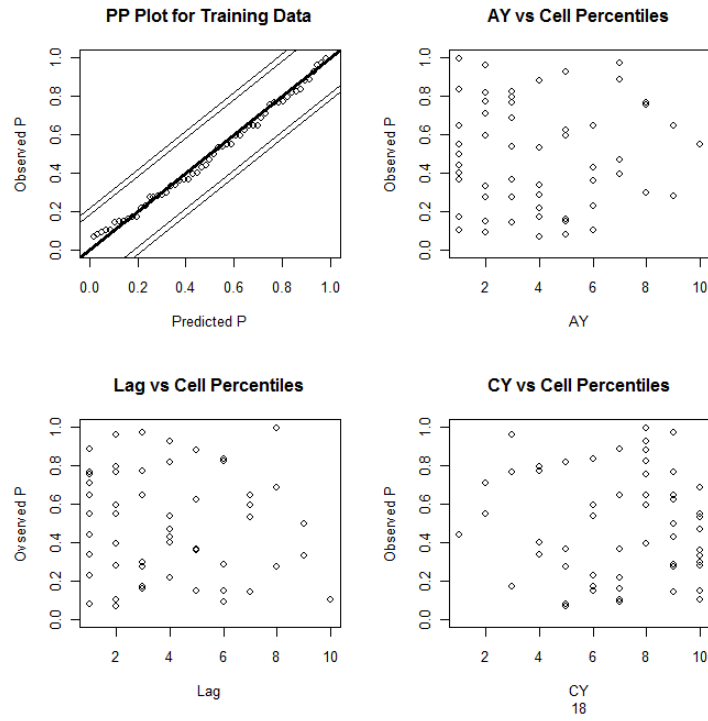 PP Plot for Training Data
Observed P
0.0 0.2 0.4 0.6 0.8 1.0
0.0 0.2 0.4 0.6 0.8 1.0
Predicted P
AY vs Cell Percentiles
Observed P
0.0 0.2 0.4 0.6 0.8 1.0
2 4 6 8 10
AY
Lag vs Cell Percentiles
Ovserved P
0.0 0.2 0.4 0.6 0.8 1.0
2 4 6 8 10
Lag
CY vs Cell Percentiles
Observed P
0.0 0.2 0.4 0.6 0.8 1.0
2 4 6 8 10
CY
18